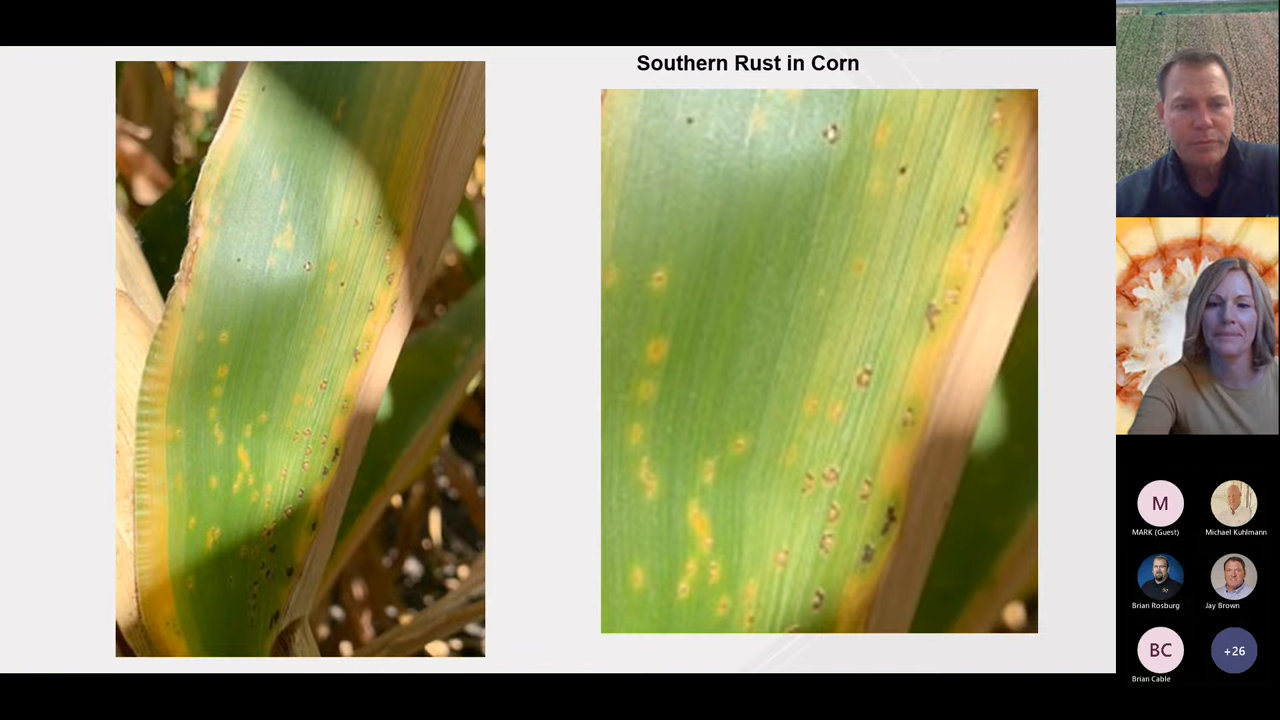 Southern Rust in Corn
M
MARK (Guest)
Michael Kuhlmann
Brian Rosburg
Jay Brown
BC
+26
Brian Cable